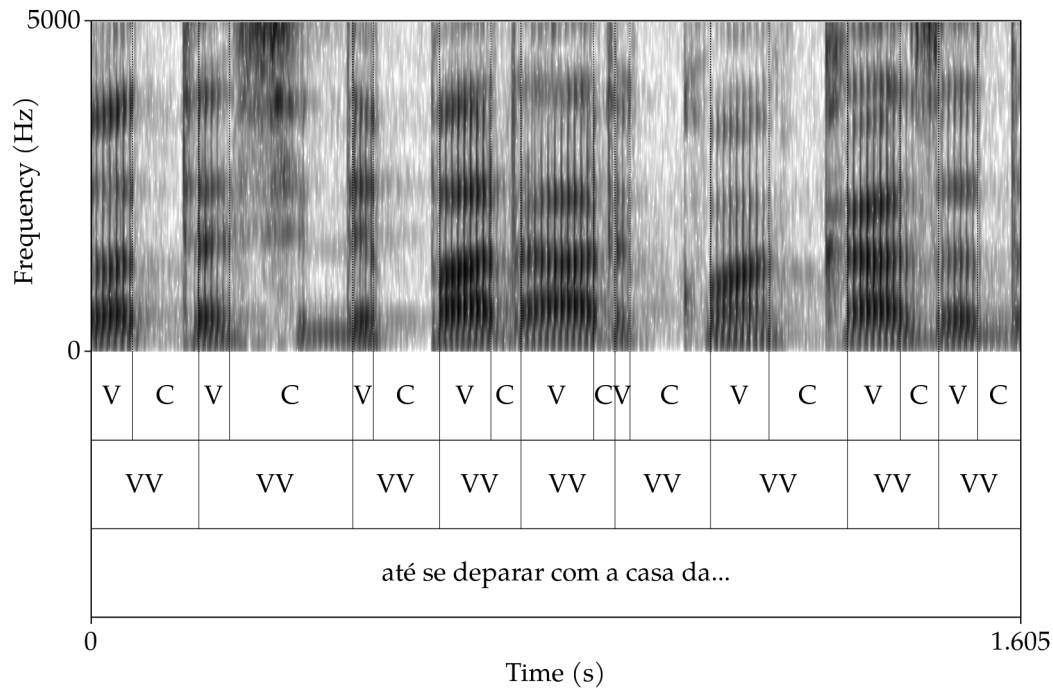 5000
Frequency (Hz)
0
V C V C V C V C V C V C V C V C V C
VV VV VV VV VV VV VV VV VV
até se deparar com a casa da...
0 1.605
Time (s)